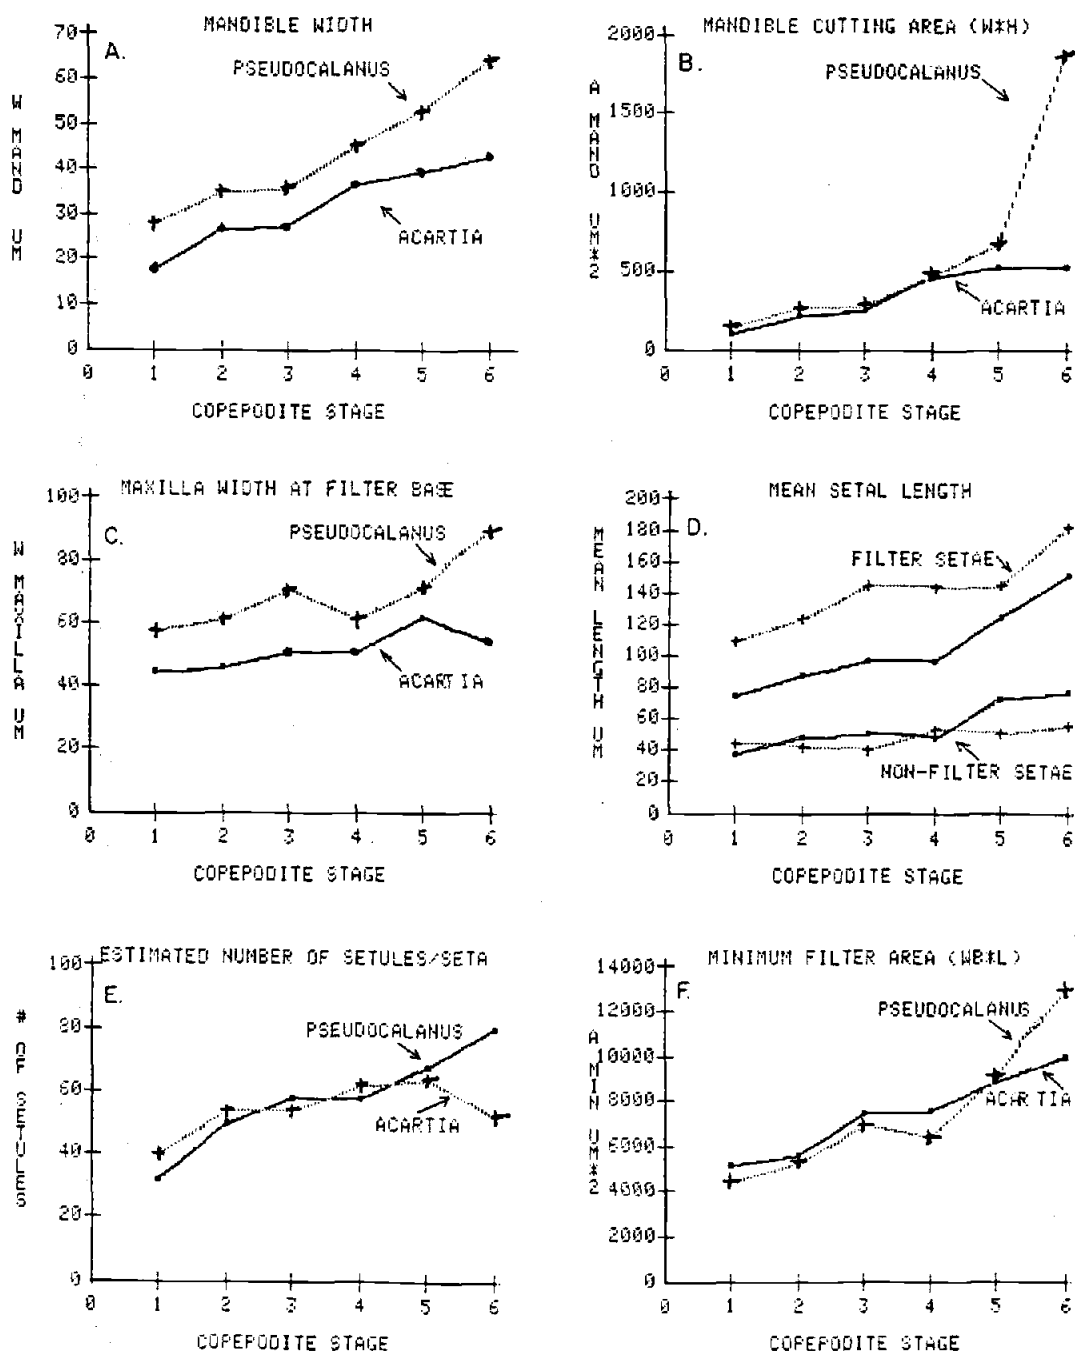 MANDIBLE WIDTH
A.
PSEUDOCALANUS
ACARTIA
W MAND UM
70
60
50
40
30
20
10
0
0 1 2 3 4 5 6
COPEPODITE STAGE
MANDIBLE CUTTING AREA (W*H)
B.
PSEUDOCALANUS
ACARTIA
A MAND UM*2
2000
1500
1000
500
0
0 1 2 3 4 5 6
COPEPODITE STAGE
MAXILLA WIDTH AT FILTER BASE
C.
PSEUDOCALANUS
ACARTIA
W MAXILLA UM
100
80
60
40
20
0
0 1 2 3 4 5 6
COPEPODITE STAGE
MEAN SETAL LENGTH
D.
FILTER SETAE
NON-FILTER SETAE
MEAN LENGTH UM
200
180
160
140
120
100
80
60
40
20
0
0 1 2 3 4 5 6
COPEPODITE STAGE
ESTIMATED NUMBER OF SETULES/SETA
E.
PSEUDOCALANUS
ACARTIA
# OF SETULES
100
80
60
40
20
0
0 1 2 3 4 5 6
COPEPODITE STAGE
MINIMUM FILTER AREA (WB*L)
F.
PSEUDOCALANUS
ACARTIA
A MIN UM*2
14000
12000
10000
8000
6000
4000
2000
0
0 1 2 3 4 5 6
COPEPODITE STAGE